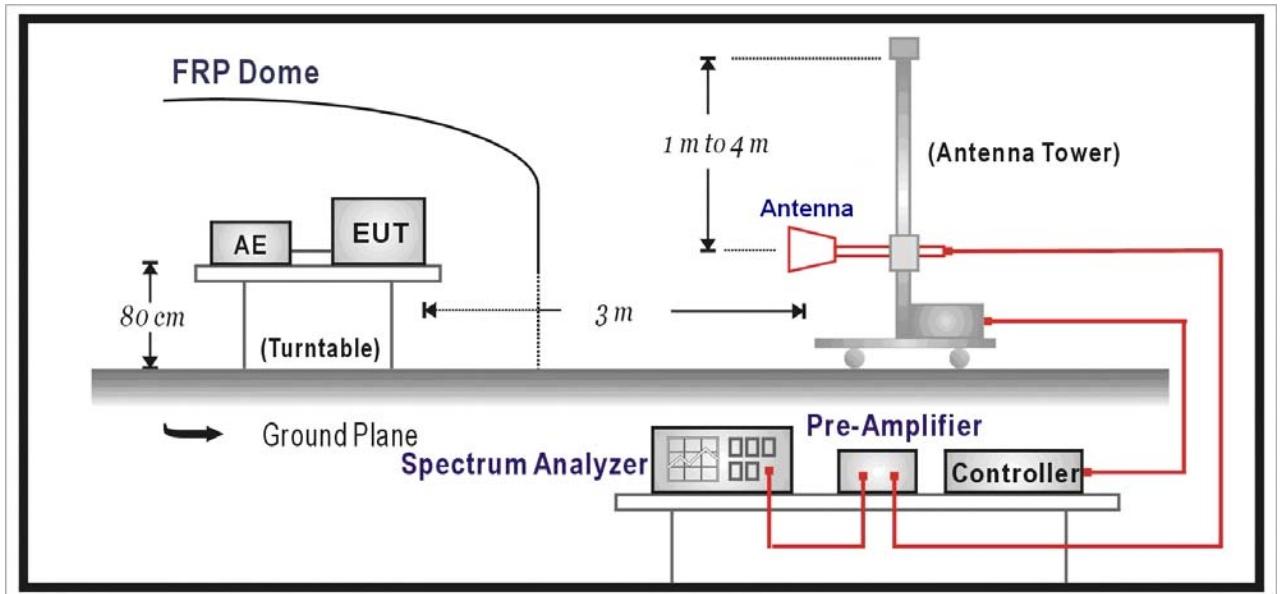 FRP Dome
1 m to 4 m
(Antenna Tower)
Antenna
AE
EUT
80 cm
3 m
(Turntable)
Ground Plane
Pre-Amplifier
Spectrum Analyzer
Controller